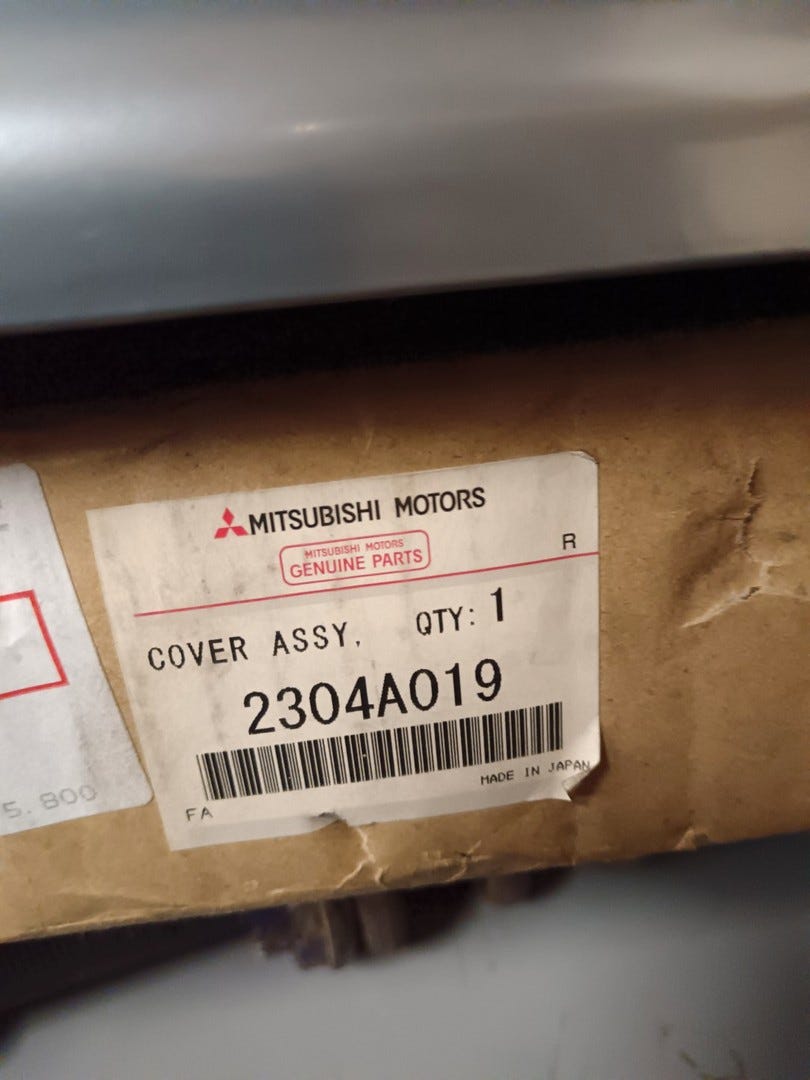 MITSUBISHI MOTORS
MITSUBISHI MOTORS
GENUINE PARTS
R
COVER ASSY, QTY: 1
2304A019
MADE IN JAPAN
FA
5.800